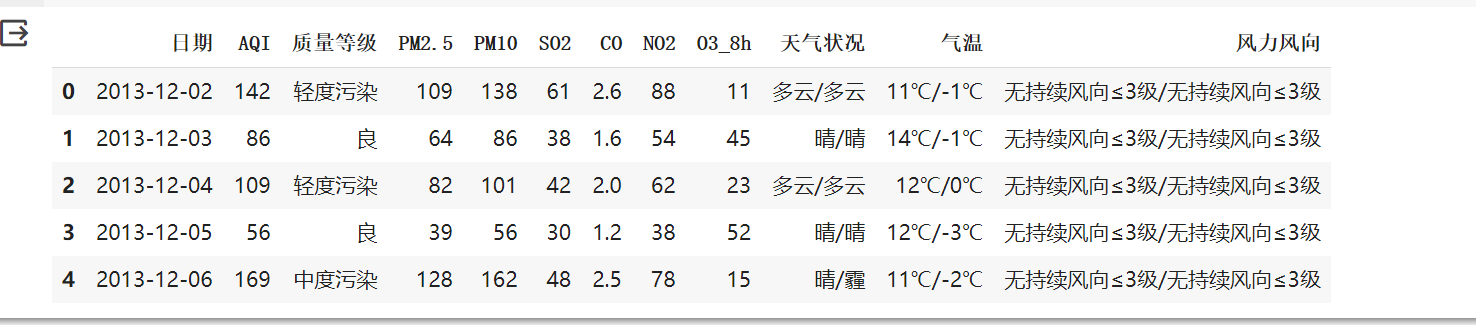 日期 AQI 质量等级 PM2.5 PM10 SO2 CO NO2 O3_8h 天气状况 气温 风力风向
0 2013-12-02 142 轻度污染 109 138 61 2.6 88 11 多云/多云 11℃/-1℃ 无持续风向≤3级/无持续风向≤3级
1 2013-12-03 86 良 64 86 38 1.6 54 45 晴/晴 14℃/-1℃ 无持续风向≤3级/无持续风向≤3级
2 2013-12-04 109 轻度污染 82 101 42 2.0 62 23 多云/多云 12℃/0℃ 无持续风向≤3级/无持续风向≤3级
3 2013-12-05 56 良 39 56 30 1.2 38 52 晴/晴 12℃/-3℃ 无持续风向≤3级/无持续风向≤3级
4 2013-12-06 169 中度污染 128 162 48 2.5 78 15 晴/霾 11℃/-2℃ 无持续风向≤3级/无持续风向≤3级